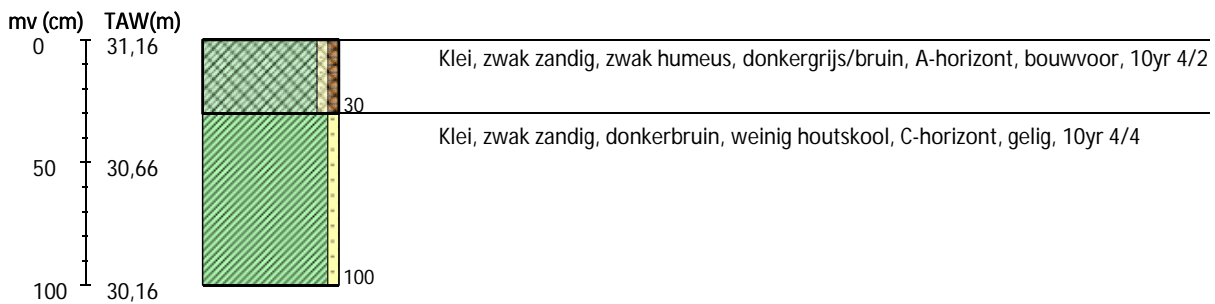 mv (cm) TAW(m)
0 31,16
Klei, zwak zandig, zwak humeus, donkergrijs/bruin, A-horizont, bouwvoor, 10yr 4/2
30
Klei, zwak zandig, donkerbruin, weinig houtskool, C-horizont, gelig, 10yr 4/4
50 30,66
100
100 30,16